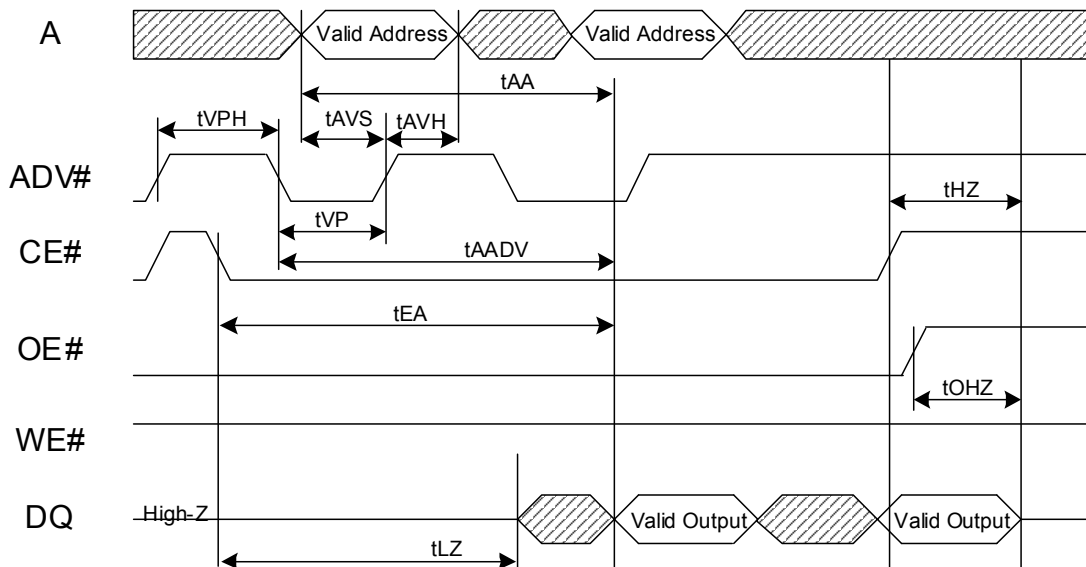 A
Valid Address
Valid Address
tAA
tVPH
tAVS
tAVH
ADV#
tHZ
tVP
CE#
tAADV
tEA
OE#
tOHZ
WE#
DQ
High-Z
Valid Output
Valid Output
tLZ